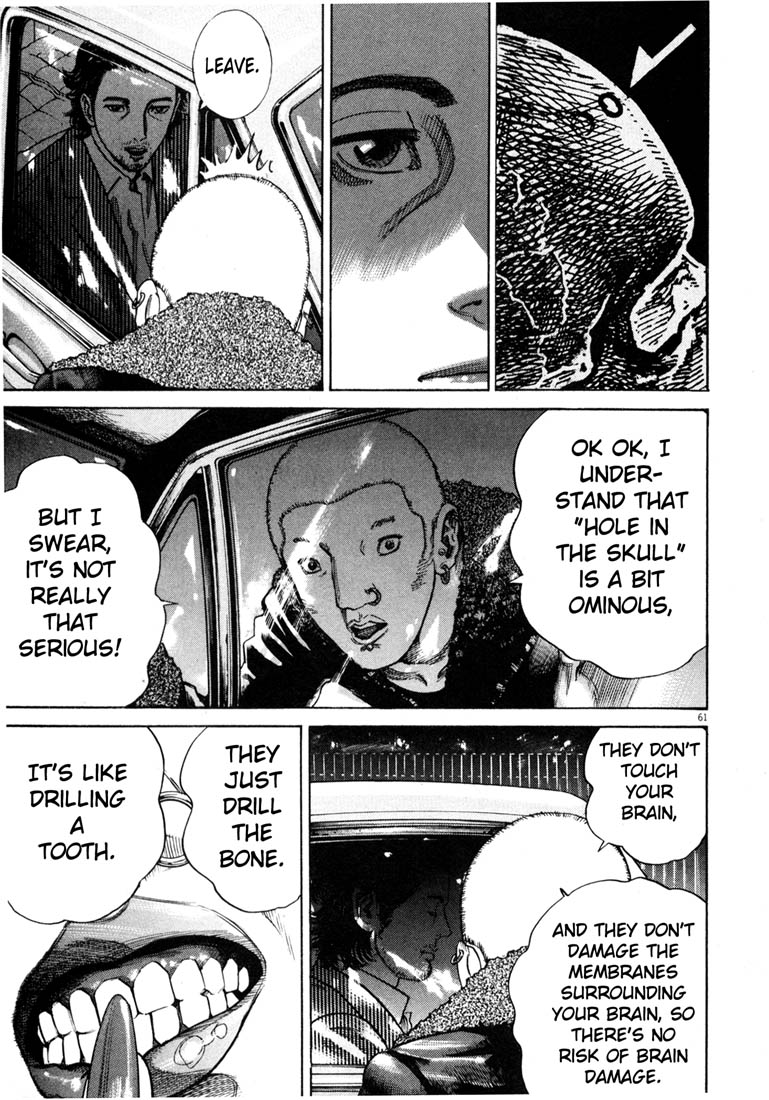 LEAVE.
OK OK, I
UNDER-
STAND THAT
"HOLE IN
THE SKULL"
IS A BIT
OMINOUS,
BUT I
SWEAR,
IT'S NOT
REALLY
THAT
SERIOUS!
61
THEY DON'T
TOUCH
YOUR
BRAIN,
AND THEY DON'T
DAMAGE THE
MEMBRANES
SURROUNDING
YOUR BRAIN, SO
THERE'S NO
RISK OF BRAIN
DAMAGE.
THEY
JUST
DRILL
THE
BONE.
IT'S LIKE
DRILLING
A
TOOTH.